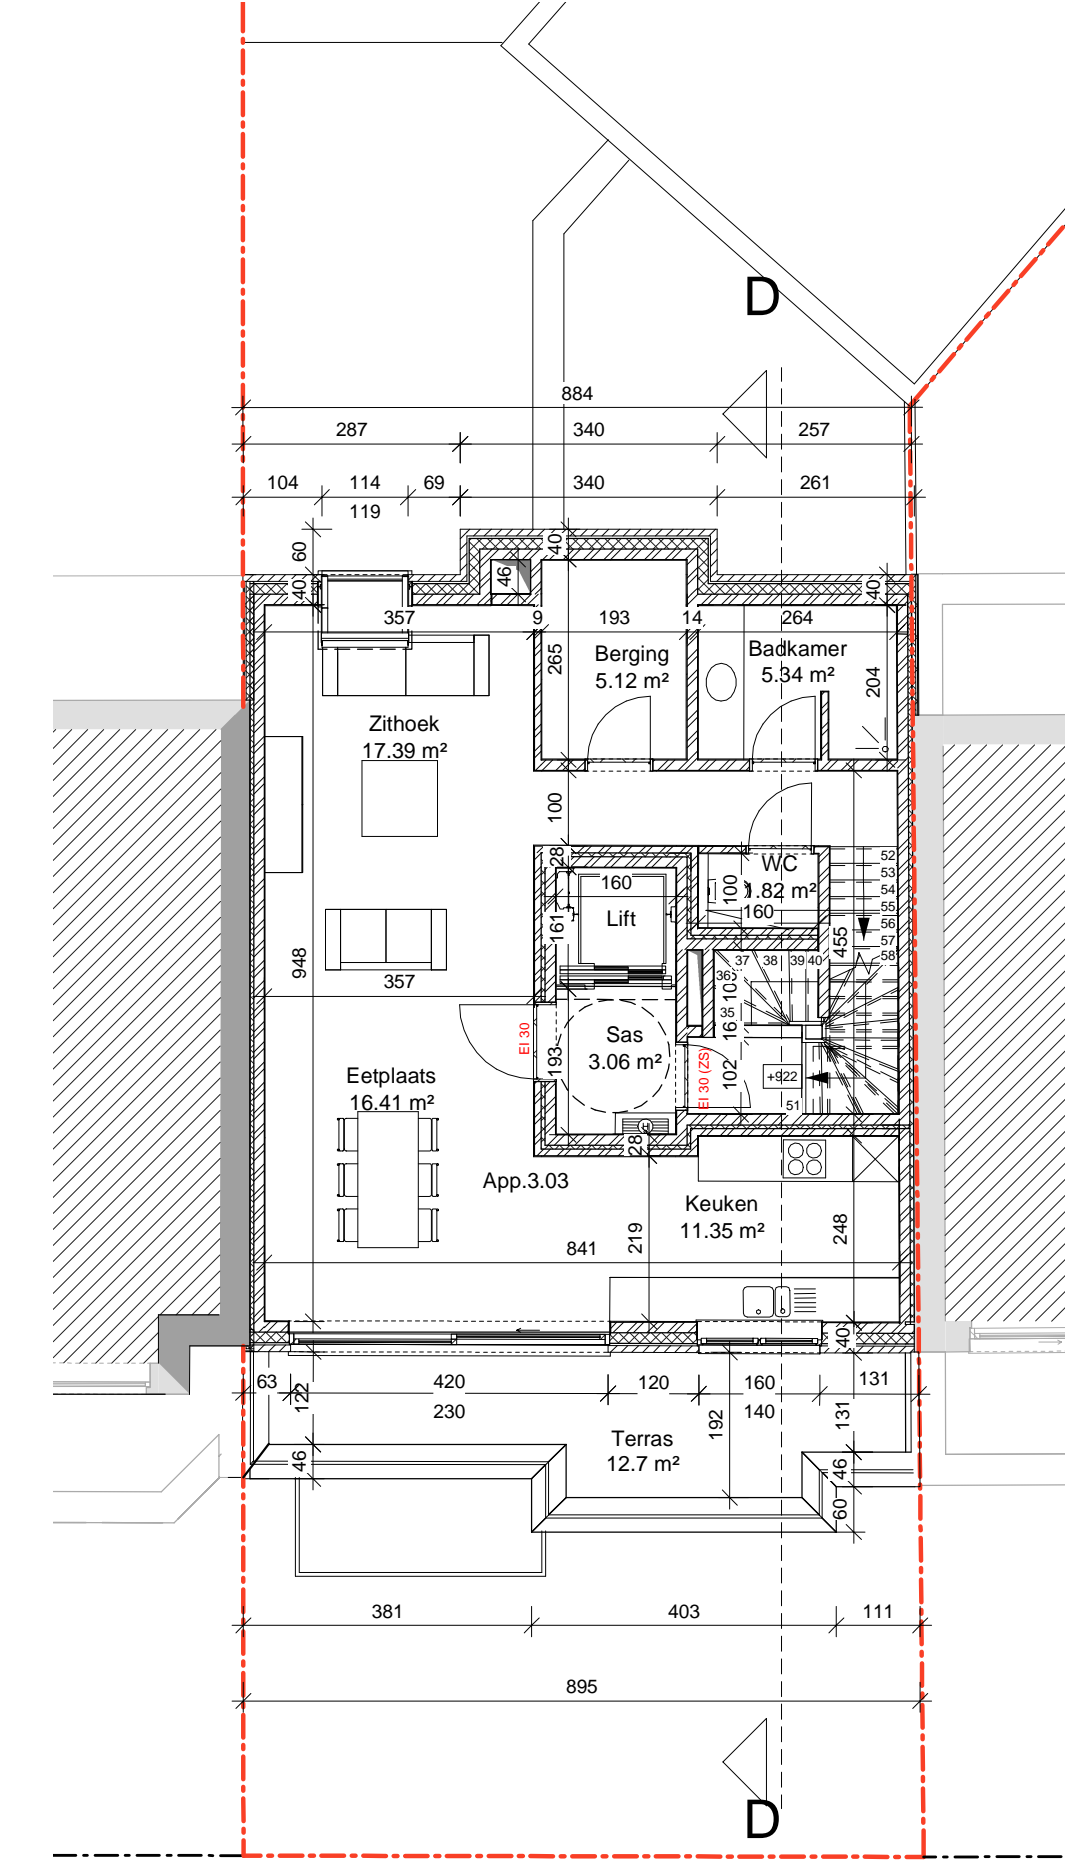 D
884
287 340 257
104 114 69 340 261
119
60 40 46 40 40
357 9 193 14 264
265 Berging Badkamer 204
5.12 m² 5.34 m²
Zithoek
17.39 m²
100
28 WC
160 100
Lift 160
161 455
52
53
54
55
56
57
58
948 357
37 38 39 40
36
35
EI 30 Sas
3.06 m²
193 102 EI 30 (ZS) +922
51
Eetplaats
16.41 m²
28
App.3.03
Keuken
11.35 m²
219 248
841
40
63 420 120 160 131
122 230 192 140 131
Terras
12.7 m²
46 46
60
381 403 111
895
D